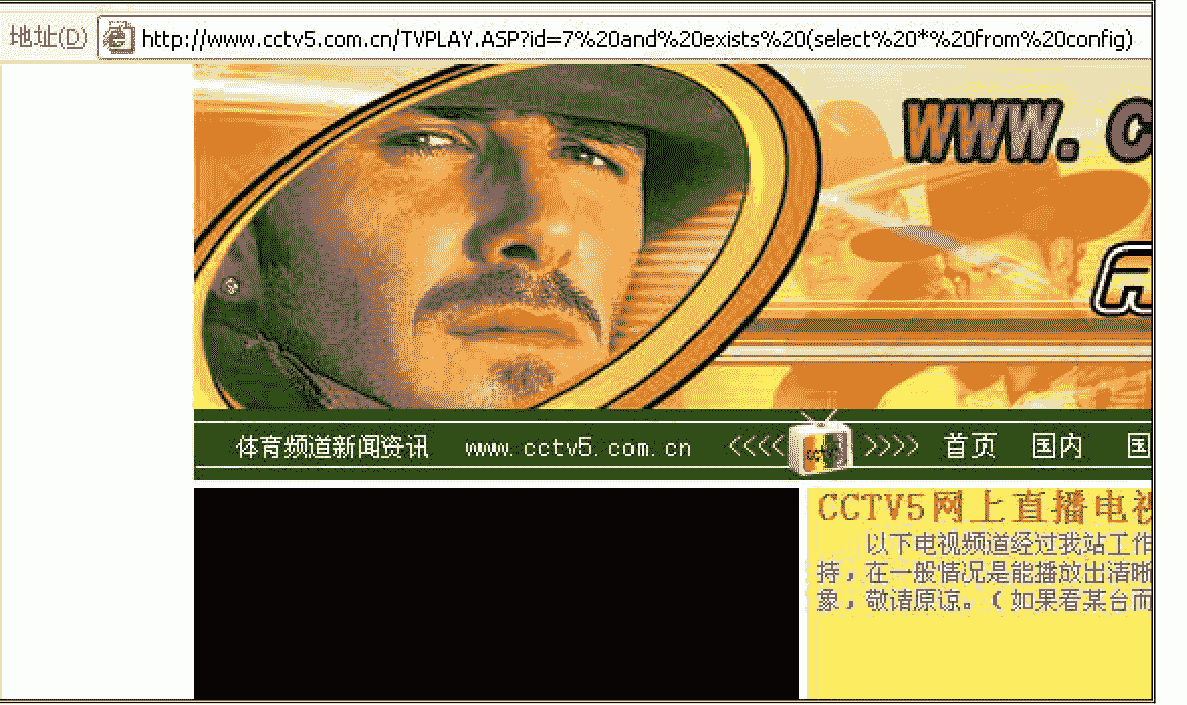 地址(D) http://www.cctv5.com.cn/TVPLAY.ASP?id=7%20and%20exists%20(select%20*%20from%20config)
www. C
体育频道新闻资讯 www.cctv5.com.cn <<<< cctv >>>> 首页 国内 国
CCTV5网上直播电视
以下电视频道经过我站工作
持，在一般情况是能播放出清晰
象，敬请原谅。（如果看某台而